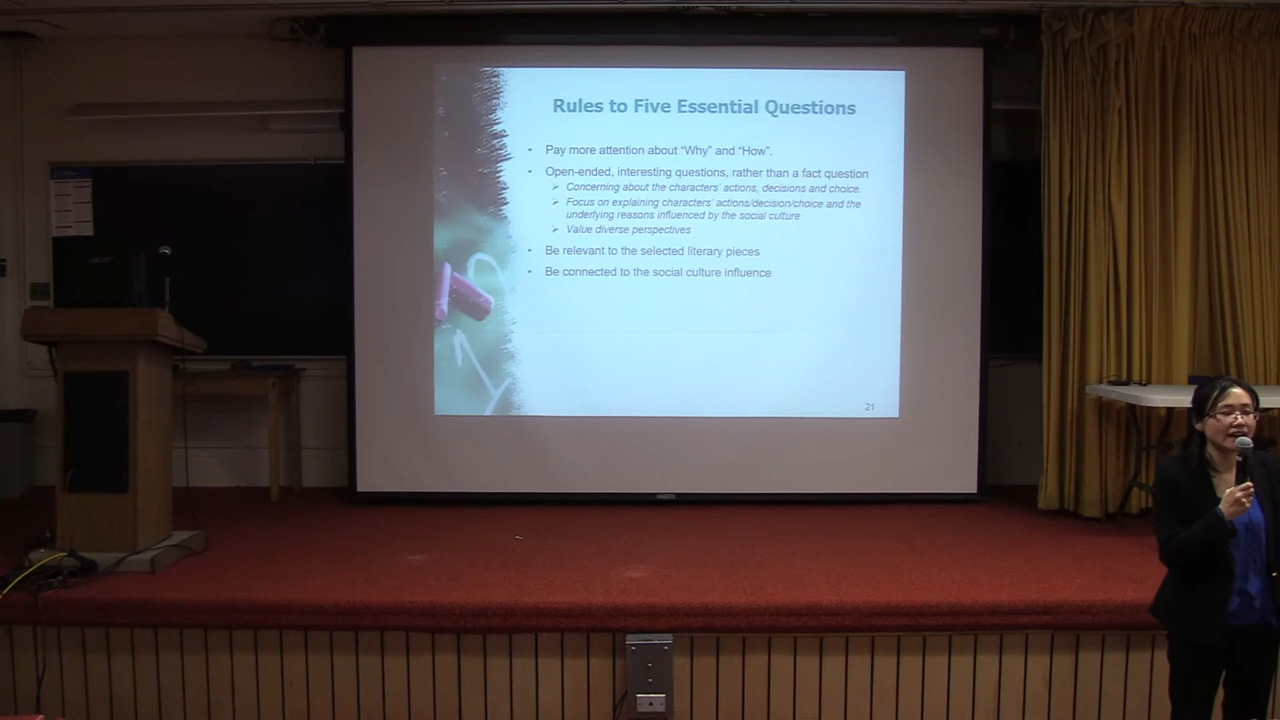 Rules to Five Essential Questions
• Pay more attention about “Why” and “How”.
• Open-ended, interesting questions, rather than a fact question
➢ Concerning about the characters’ actions, decisions and choice.
➢ Focus on explaining characters’ actions/decision/choice and the
underlying reasons influenced by the social culture
➢ Value diverse perspectives
• Be relevant to the selected literary pieces
• Be connected to the social culture influence
21